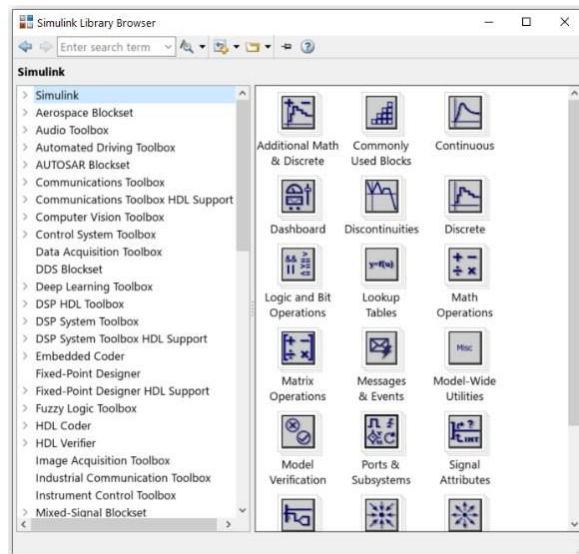 Simulink Library Browser
Enter search term
Simulink
Simulink
Aerospace Blockset
Audio Toolbox
Automated Driving Toolbox
AUTOSAR Blockset
Communications Toolbox
Communications Toolbox HDL Support
Computer Vision Toolbox
Control System Toolbox
Data Acquisition Toolbox
DDS Blockset
Deep Learning Toolbox
DSP HDL Toolbox
DSP System Toolbox
DSP System Toolbox HDL Support
Embedded Coder
Fixed-Point Designer
Fixed-Point Designer HDL Support
Fuzzy Logic Toolbox
HDL Coder
HDL Verifier
Image Acquisition Toolbox
Industrial Communication Toolbox
Instrument Control Toolbox
Mixed-Signal Blockset
Additional Math
& Discrete
Commonly
Used Blocks
Continuous
Dashboard
Discontinuities
Discrete
Logic and Bit
Operations
y=f(u)
Lookup
Tables
Math
Operations
Matrix
Operations
Messages
& Events
Misc
Model-Wide
Utilities
Model
Verification
Ports &
Subsystems
Signal
Attributes